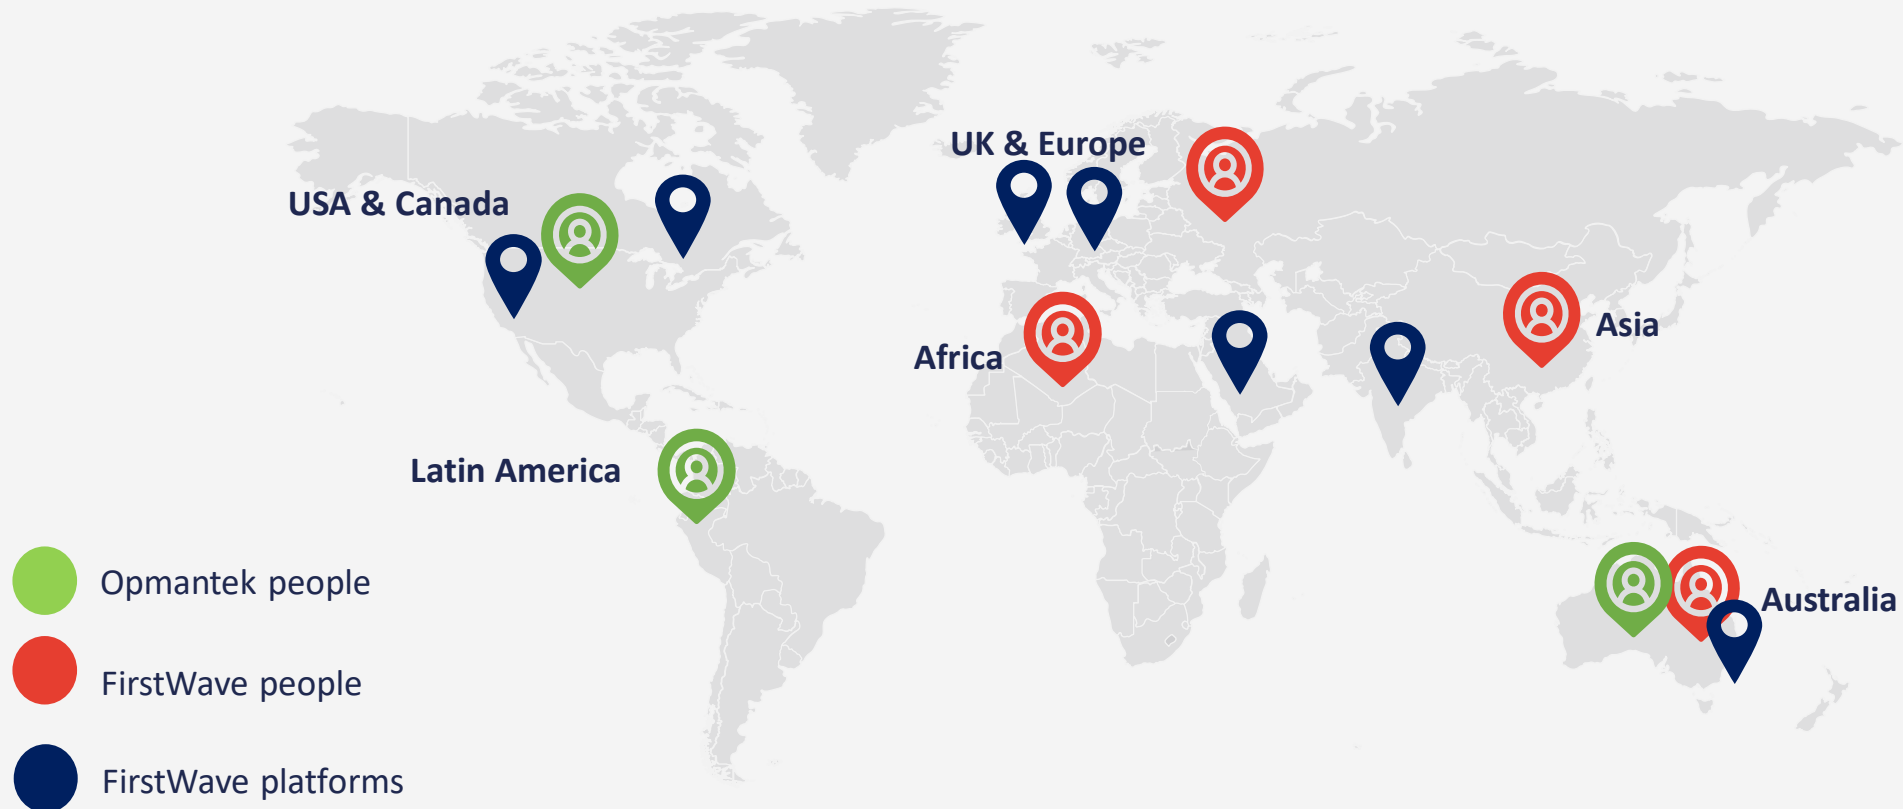 UK & Europe
USA & Canada
Asia
Africa
Latin America
Opmantek people
Australia
FirstWave people
FirstWave platforms